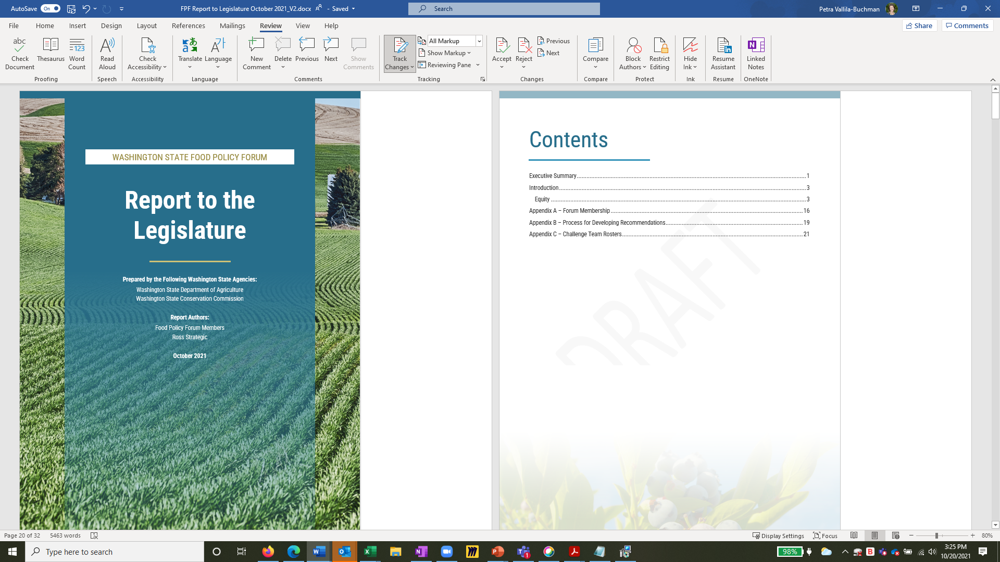 AutoSave On FPF Report to Legislature October 2021_V2.docx - Saved Search Petra Vallila-Buchman
File Home Insert Design Layout References Mailings Review View Help Share Comments
abc Check Document
Thesaurus
123 Word Count
Read Aloud
Check Accessibility
Translate
Language
New Comment
Delete
Previous
Next
Show Comments
Track Changes
All Markup
Show Markup
Reviewing Pane
Accept
Reject
Previous
Next
Compare
Block Authors
Restrict Editing
Hide Ink
Resume Assistant
Linked Notes
Proofing Speech Accessibility Language Comments Tracking Changes Compare Protect Ink Resume OneNote
WASHINGTON STATE FOOD POLICY FORUM
Report to the
Legislature
Prepared by the Following Washington State Agencies:
Washington State Department of Agriculture
Washington State Conservation Commission
Report Authors:
Food Policy Forum Members
Ross Strategic
October 2021
Contents
Executive Summary 1
Introduction 3
Equity 3
Appendix A – Forum Membership 16
Appendix B – Process for Developing Recommendations 19
Appendix C – Challenge Team Rosters 21
DRAFT
Page 20 of 32 5463 words Display Settings Focus 80%
Type here to search 98% 3:25 PM
10/20/2021